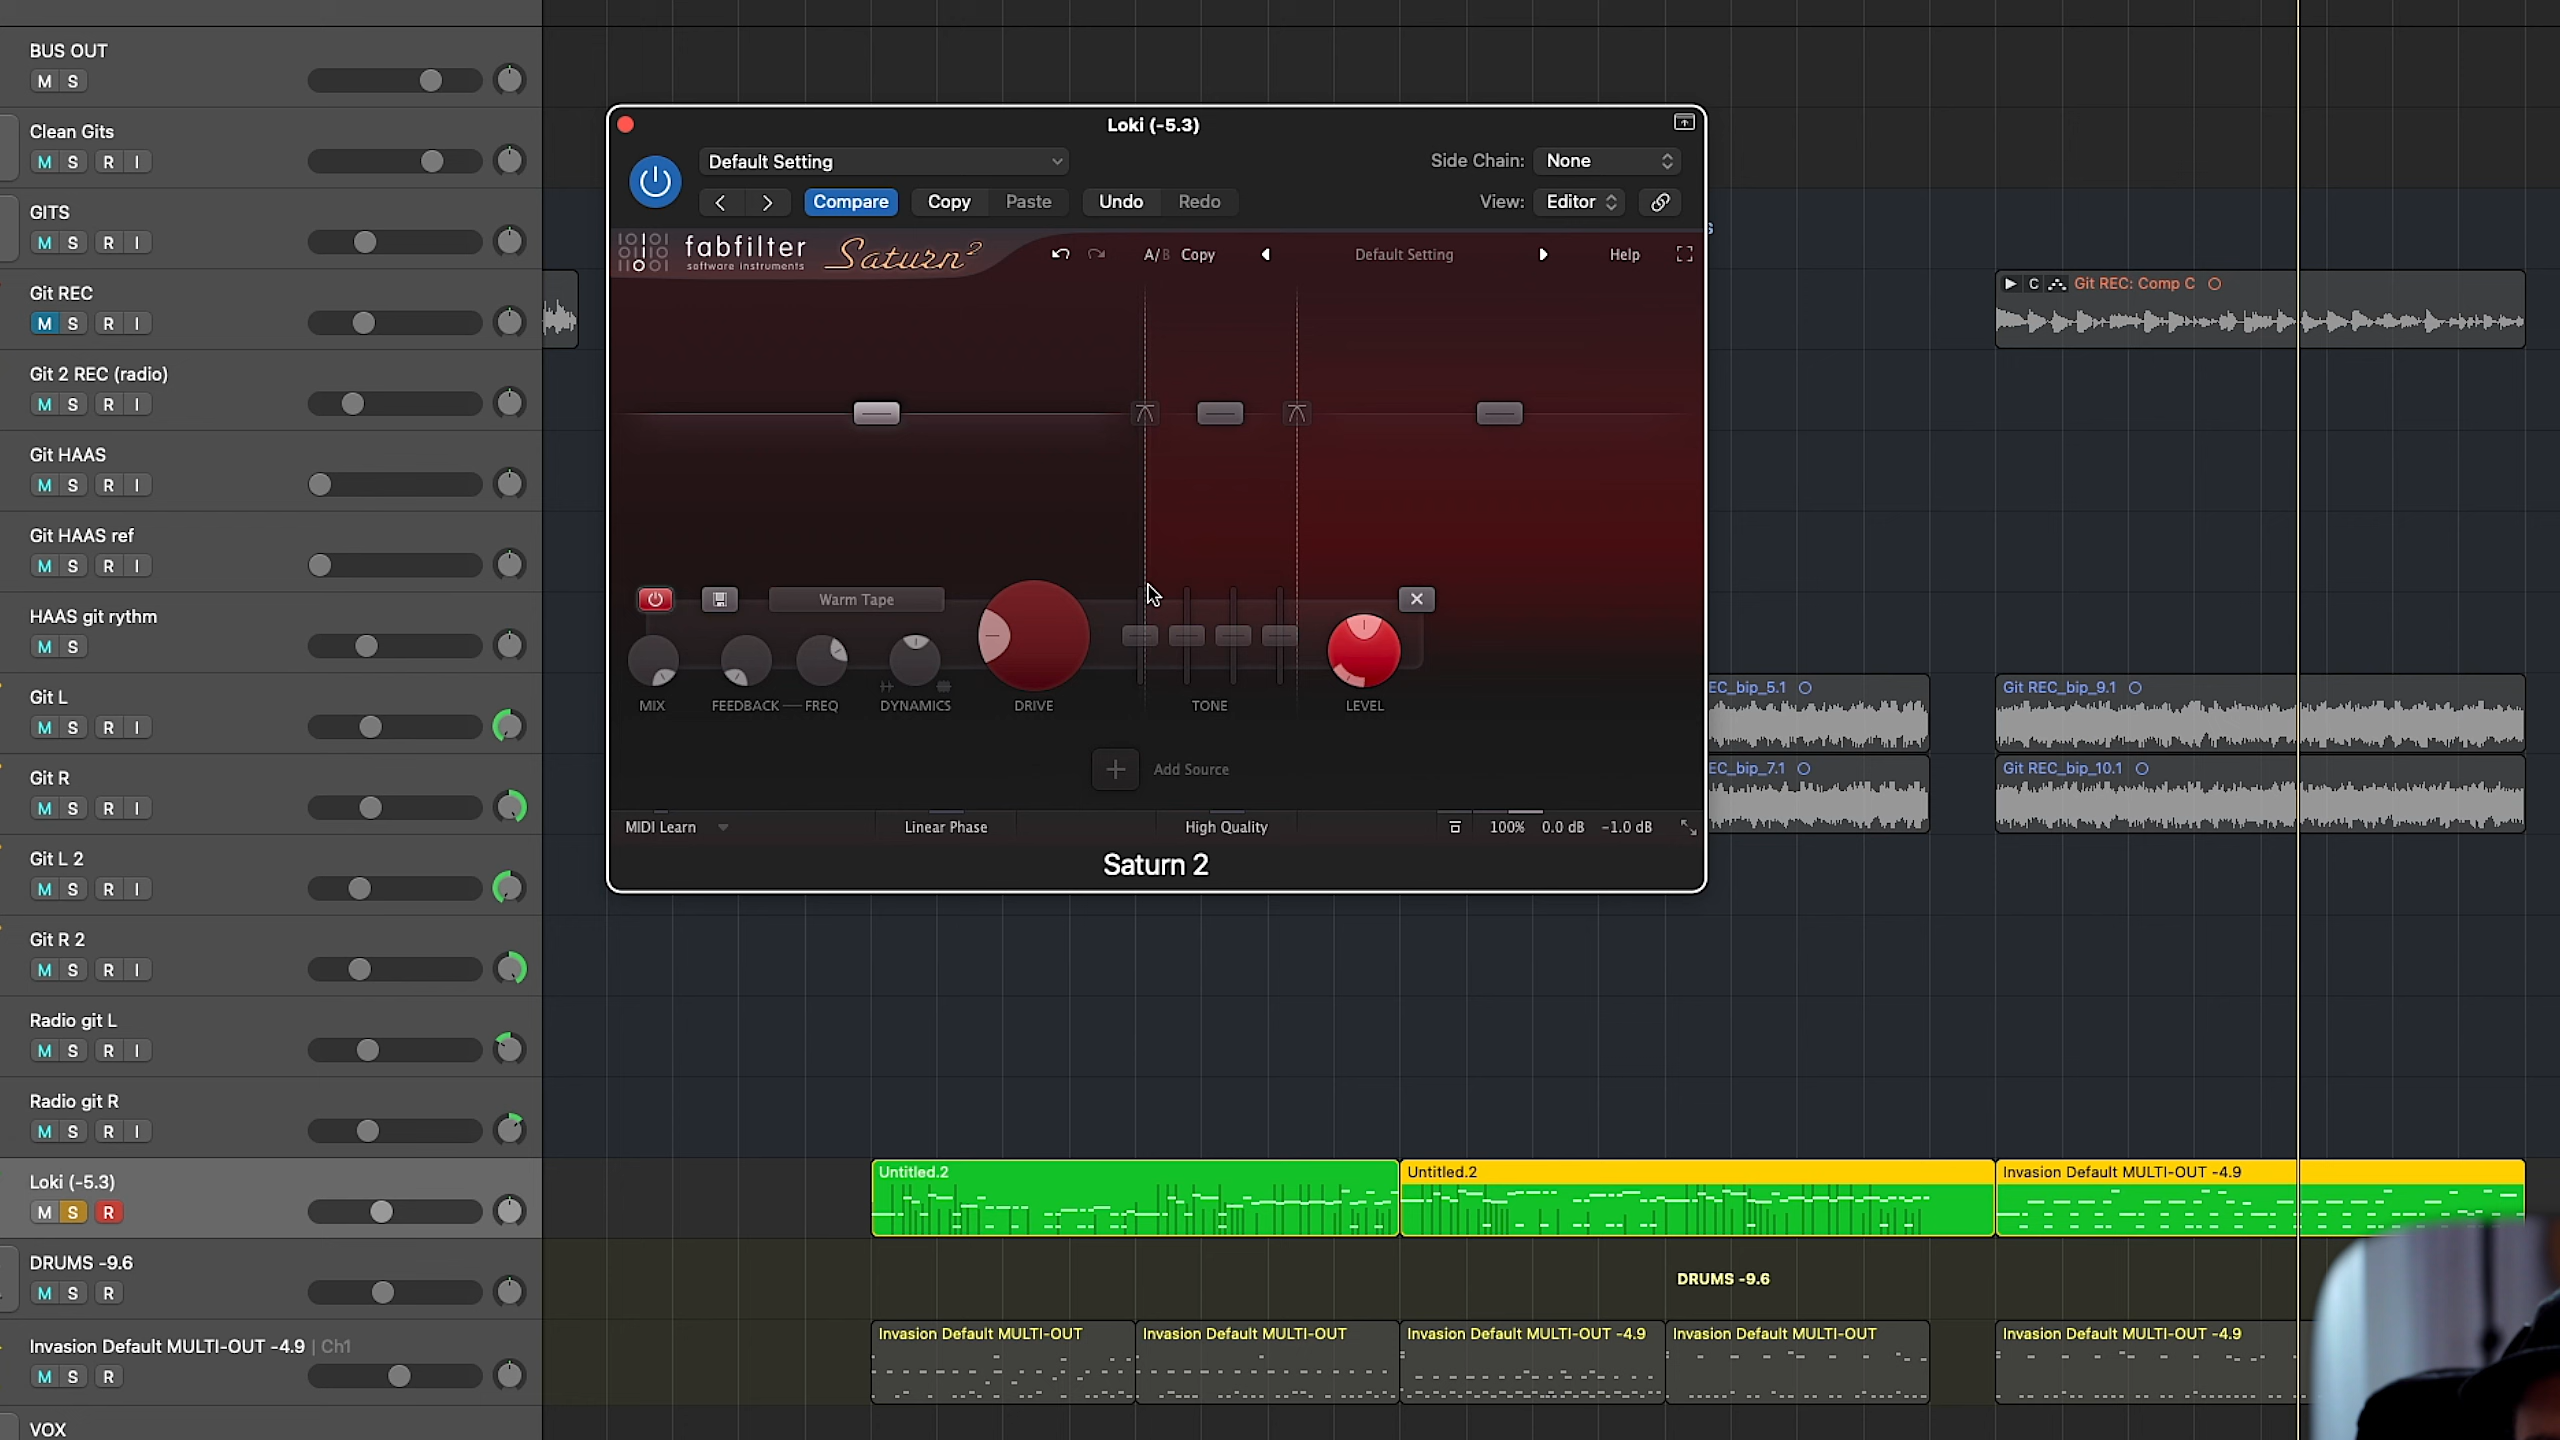 BUS OUT
M S
Clean Gits
M S R I
GITS
M S R I
Git REC
M S R I
Git 2 REC (radio)
M S R I
Git HAAS
M S R I
Git HAAS ref
M S R I
HAAS git rythm
M S
Git L
M S R I
Git R
M S R I
Git L 2
M S R I
Git R 2
M S R I
Radio git L
M S R I
Radio git R
M S R I
Loki (-5.3)
M S R
DRUMS -9.6
M S R
Invasion Default MULTI-OUT -4.9 | Ch1
M S R
VOX
Loki (-5.3)
Default Setting
Side Chain: None
Compare Copy Paste Undo Redo
View: Editor
fabfilter
software instruments
Saturn 2
A/B Copy Default Setting Help
Warm Tape
MIX FEEDBACK FREQ DYNAMICS DRIVE TONE LEVEL
Add Source
MIDI Learn Linear Phase High Quality 100% 0.0 dB -1.0 dB
Saturn 2
C Git REC: Comp C
EC_bip_5.1
Git REC_bip_9.1
EC_bip_7.1
Git REC_bip_10.1
Untitled.2
Untitled.2
Invasion Default MULTI-OUT -4.9
DRUMS -9.6
Invasion Default MULTI-OUT
Invasion Default MULTI-OUT
Invasion Default MULTI-OUT -4.9
Invasion Default MULTI-OUT
Invasion Default MULTI-OUT -4.9